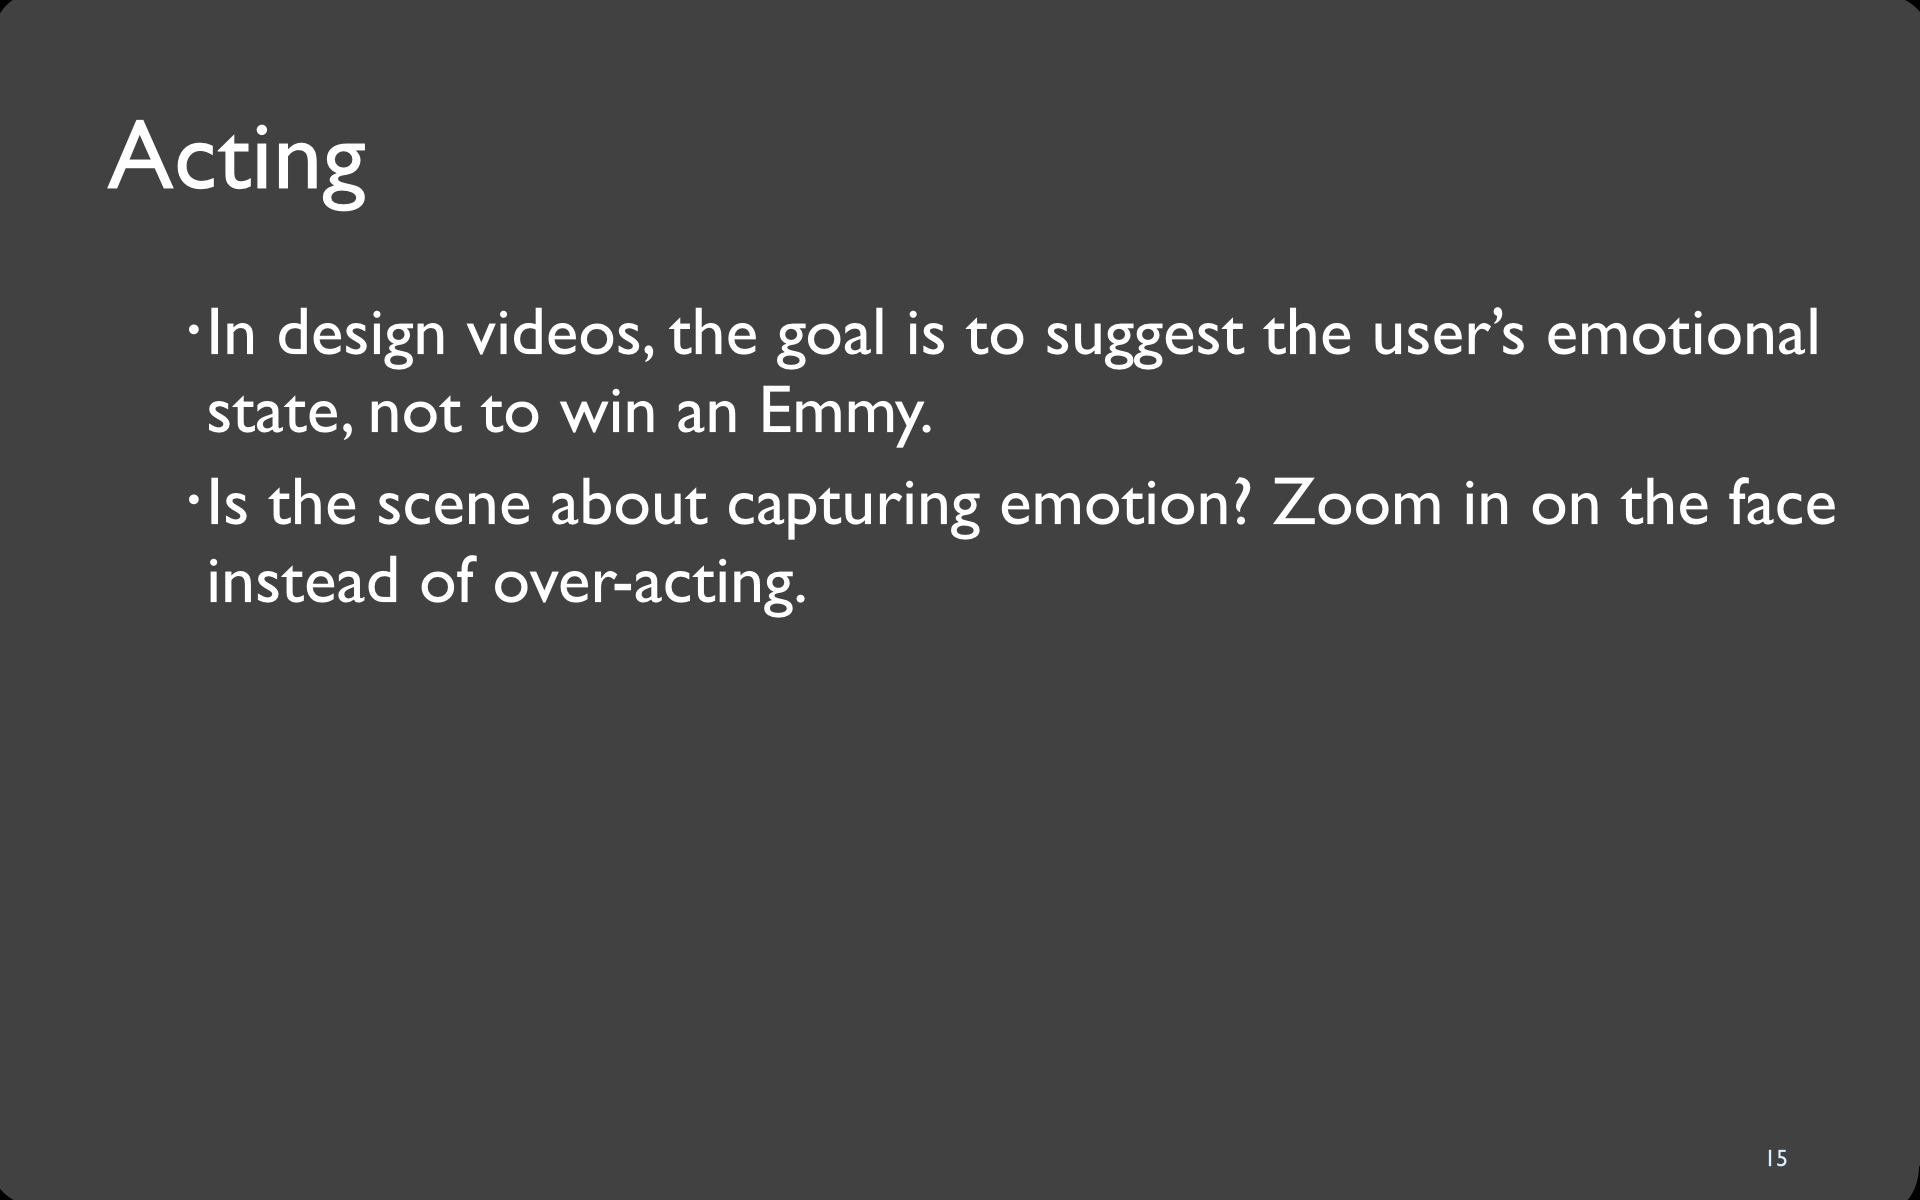 Acting
·In design videos, the goal is to suggest the user’s emotional
state, not to win an Emmy.
·Is the scene about capturing emotion? Zoom in on the face
instead of over-acting.
15